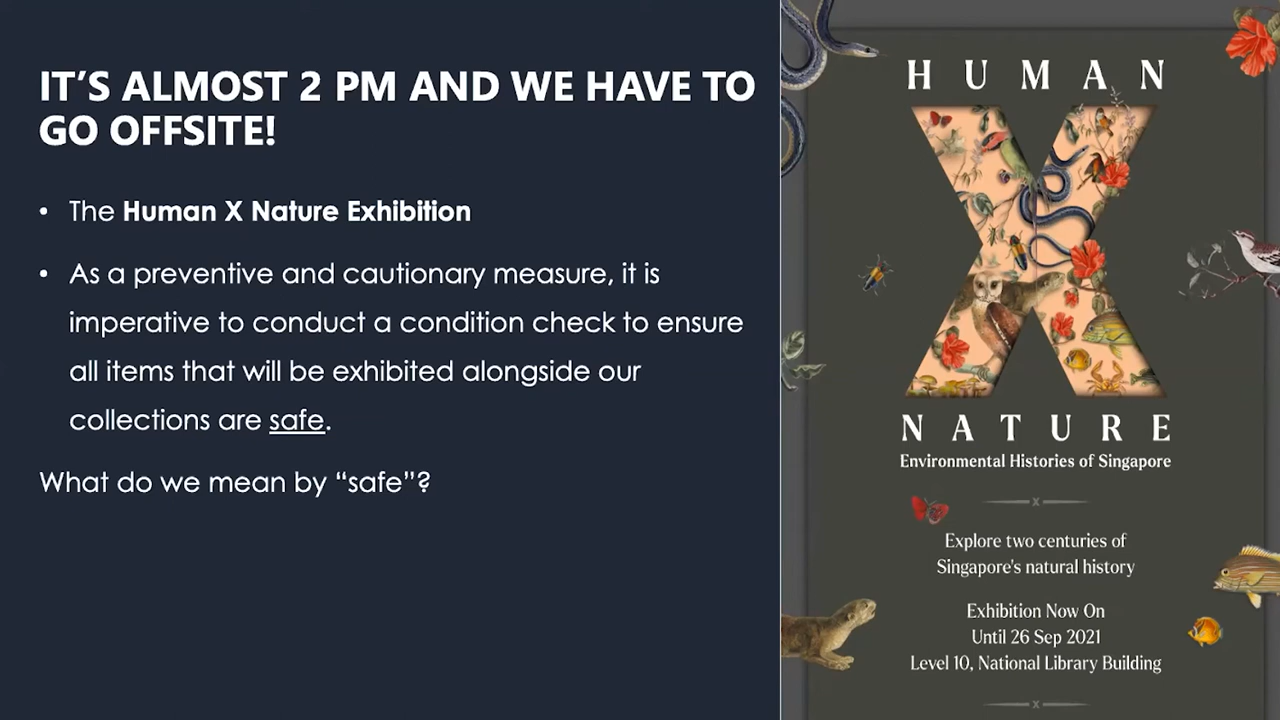 IT’S ALMOST 2 PM AND WE HAVE TO
GO OFFSITE!
• The Human X Nature Exhibition
• As a preventive and cautionary measure, it is
imperative to conduct a condition check to ensure
all items that will be exhibited alongside our
collections are safe.
What do we mean by “safe”?
HUMAN
X
NATURE
Environmental Histories of Singapore
Explore two centuries of
Singapore's natural history
Exhibition Now On
Until 26 Sep 2021
Level 10, National Library Building